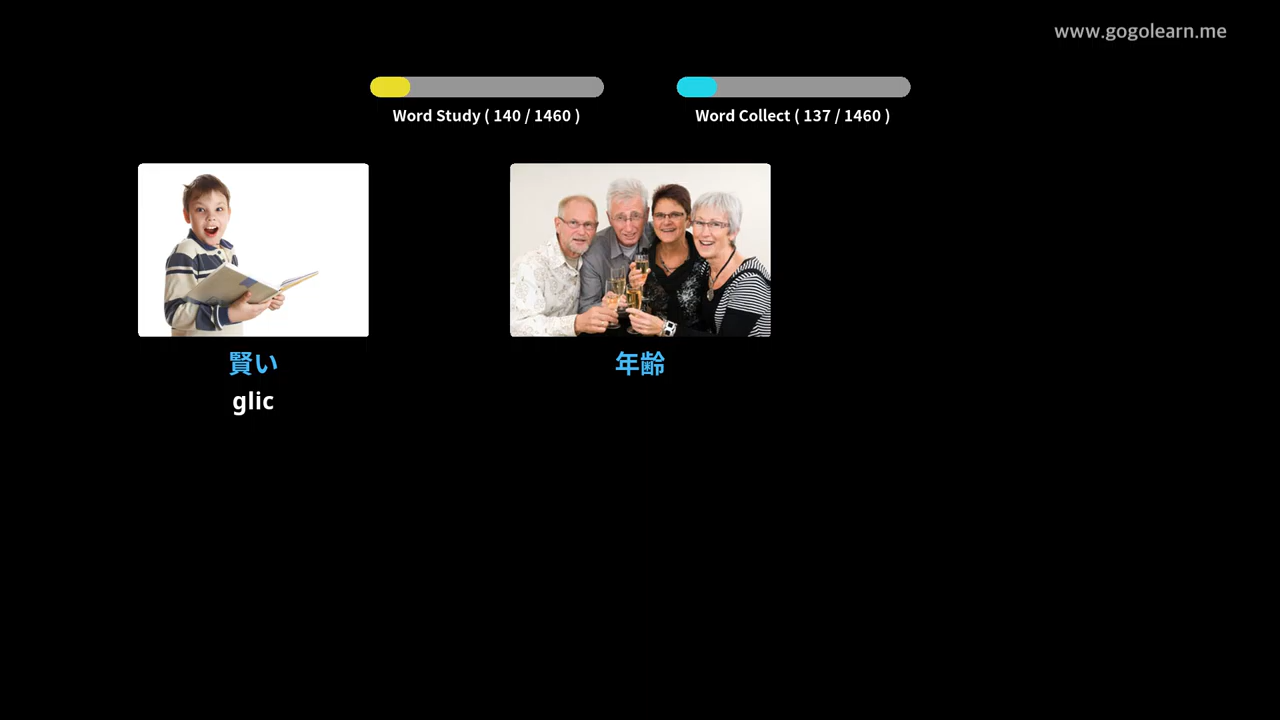 www.gogolearn.me
Word Study ( 140 / 1460 )
Word Collect ( 137 / 1460 )
賢い
glic
年齢